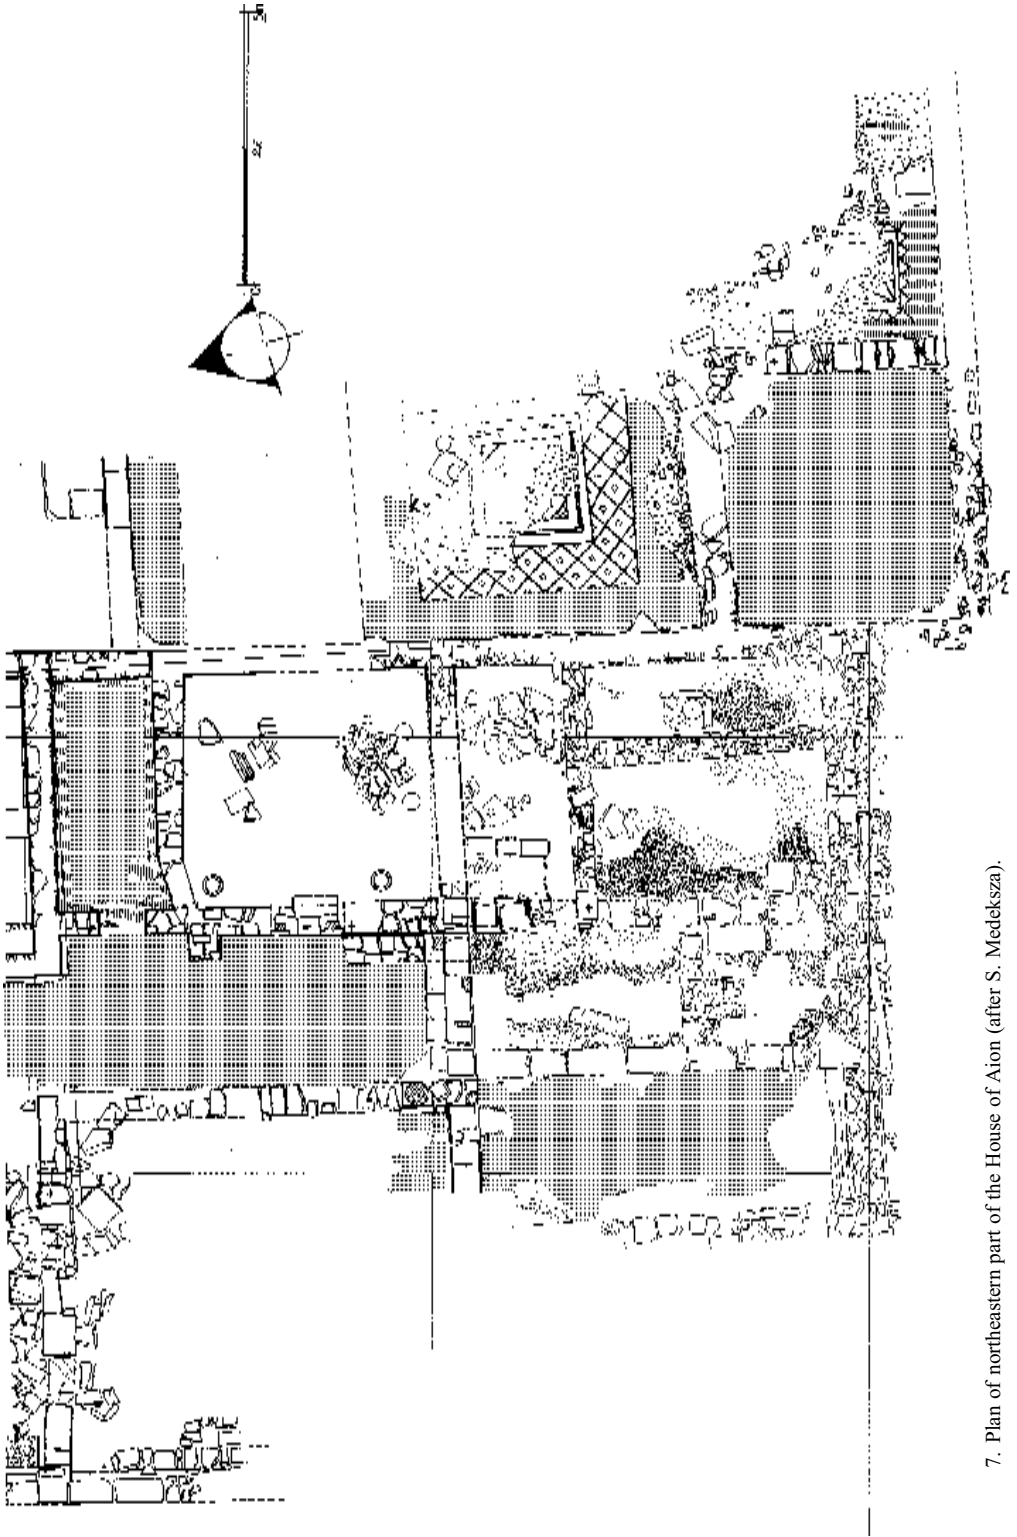 7. Plan of northeastern part of the House of Aion (after S. Medeksza).